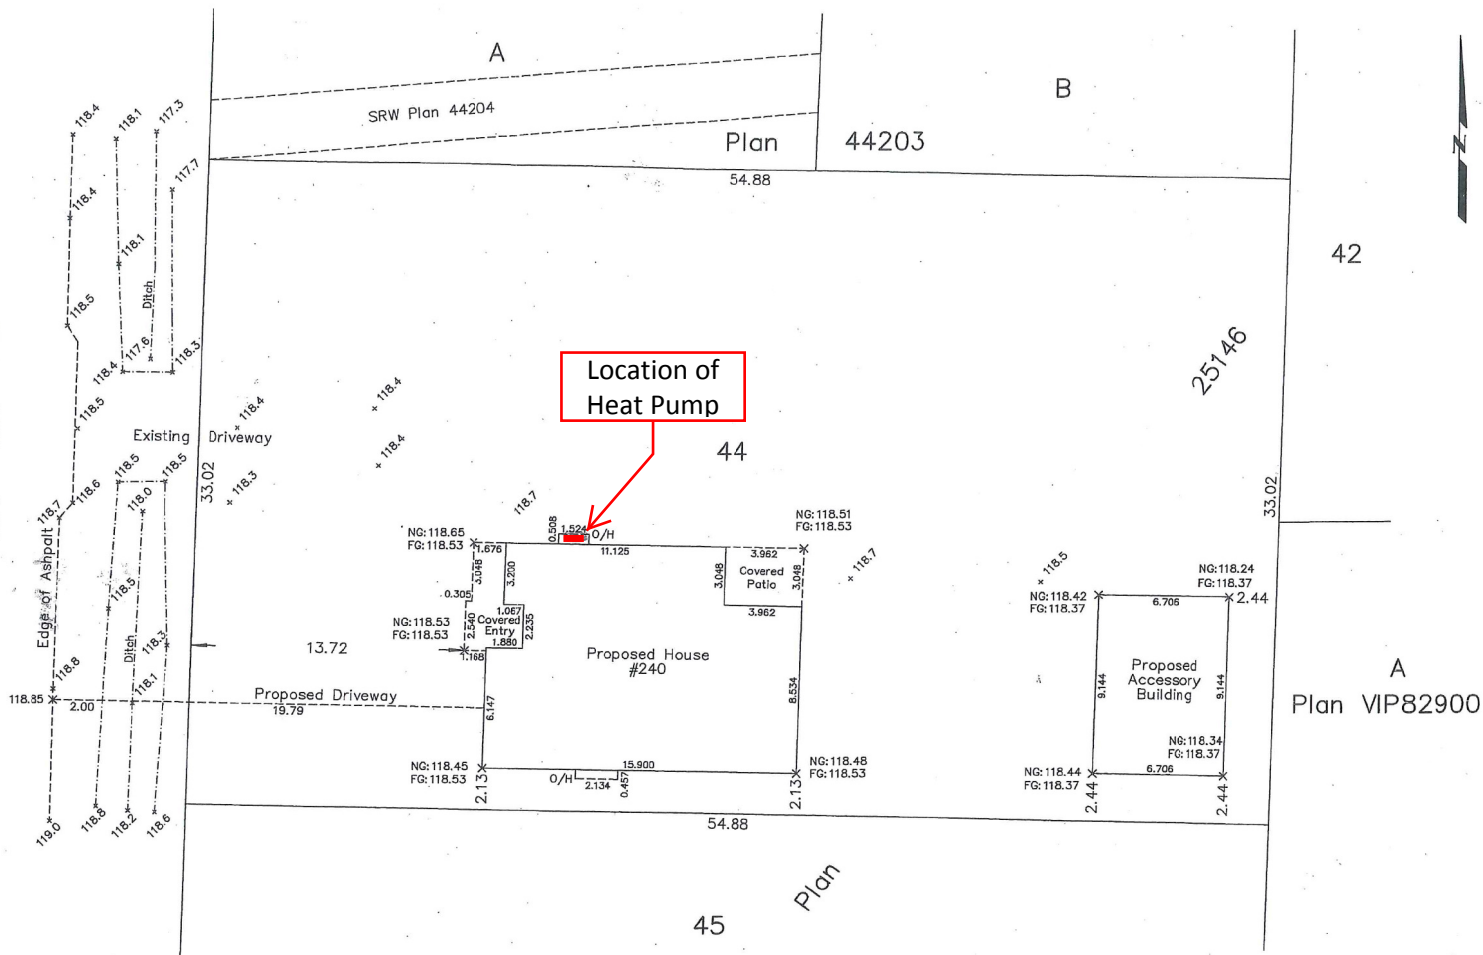 A
B
SRW Plan 44204
Plan 44203
N
118.4
118.1
117.3
117.7
54.88
118.4
42
118.1
Ditch
118.5
25146
117.6
118.4
118.3
Location of
Heat Pump
118.4
118.5
118.4
Existing Driveway
118.4
44
118.5
118.5
33.02
118.3
33.02
118.6
118.0
118.7
118.7
NG:118.65
FG:118.53
0.508
1.524
O/H
NG:118.51
FG:118.53
1.676
11.125
3.962
Edge of Ashpalt
3.048
3.200
3.048
Covered
Patio
3.048
118.7
118.5
NG:118.24
FG:118.37
0.305
3.962
NG:118.42
FG:118.37
6.706
2.44
118.5
1.067
NG:118.53
FG:118.53
2.540
Covered
Entry
2.235
1.880
118.3
Ditch
13.72
1.168
Proposed House
#240
Proposed
Accessory
Building
9.144
9.144
A
Plan VIP82900
118.8
118.1
118.85
2.00
Proposed Driveway
19.79
6.147
8.534
NG:118.34
FG:118.37
NG:118.45
FG:118.53
15.900
NG:118.48
FG:118.53
NG:118.44
FG:118.37
6.706
O/H
2.134
0.457
2.13
2.13
2.44
2.44
119.0
118.8
118.2
118.6
54.88
Plan
45